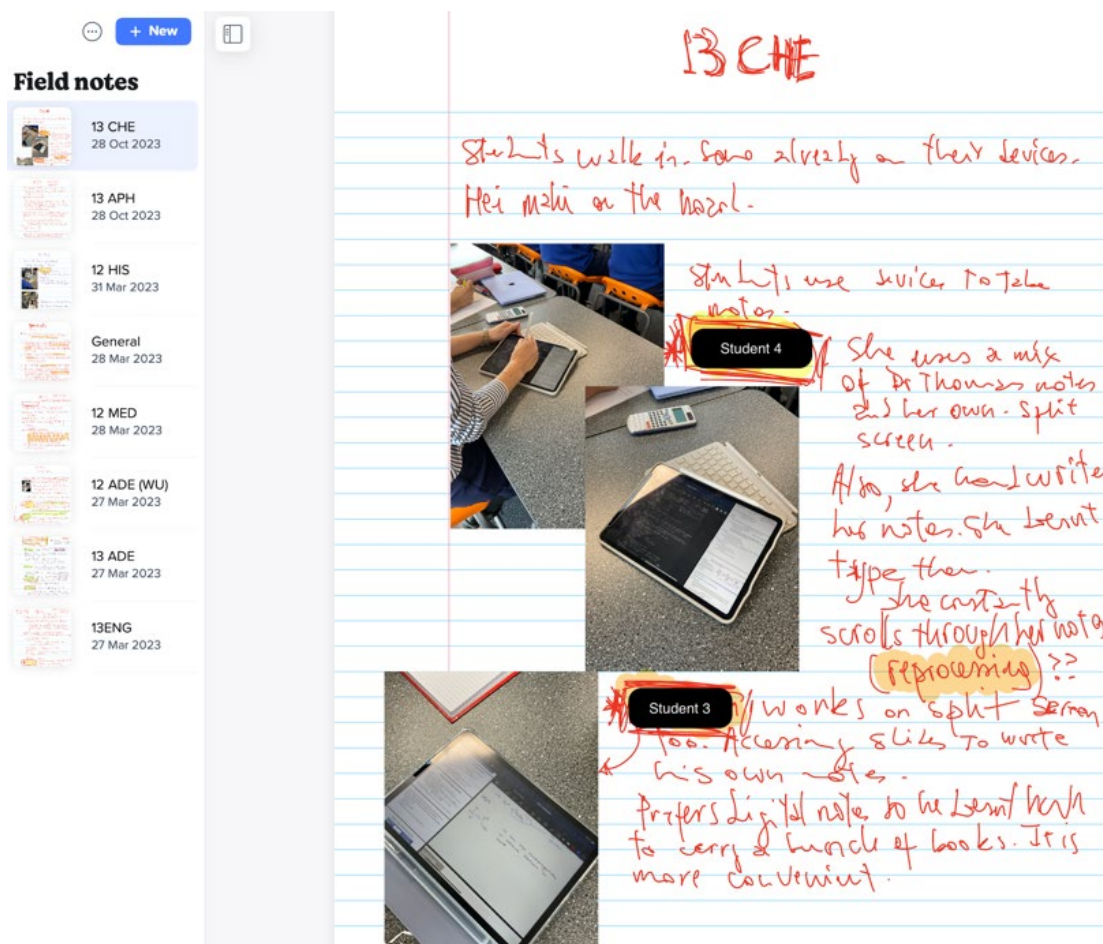 + New
Field notes
13 CHE
28 Oct 2023
13 APH
28 Oct 2023
12 HIS
31 Mar 2023
General
28 Mar 2023
12 MED
28 Mar 2023
12 ADE (WU)
27 Mar 2023
13 ADE
27 Mar 2023
13ENG
27 Mar 2023
13 CHE
Students walk in. Some already on their devices.
Hei mahi on the board.
Students use devices to take
notes.
Student 4
She uses a mix
of Dr Thomas notes
and her own. Split
screen.
Also, she handwrites
her notes. She doesn't
type them.
She constantly
scrolls through her notes
reprocessing ??
Student 3
works on split screen
too. Accessing slides to write
his own notes.
Prefers digital notes so he doesn't have
to carry a bunch of books. It is
more convenient.